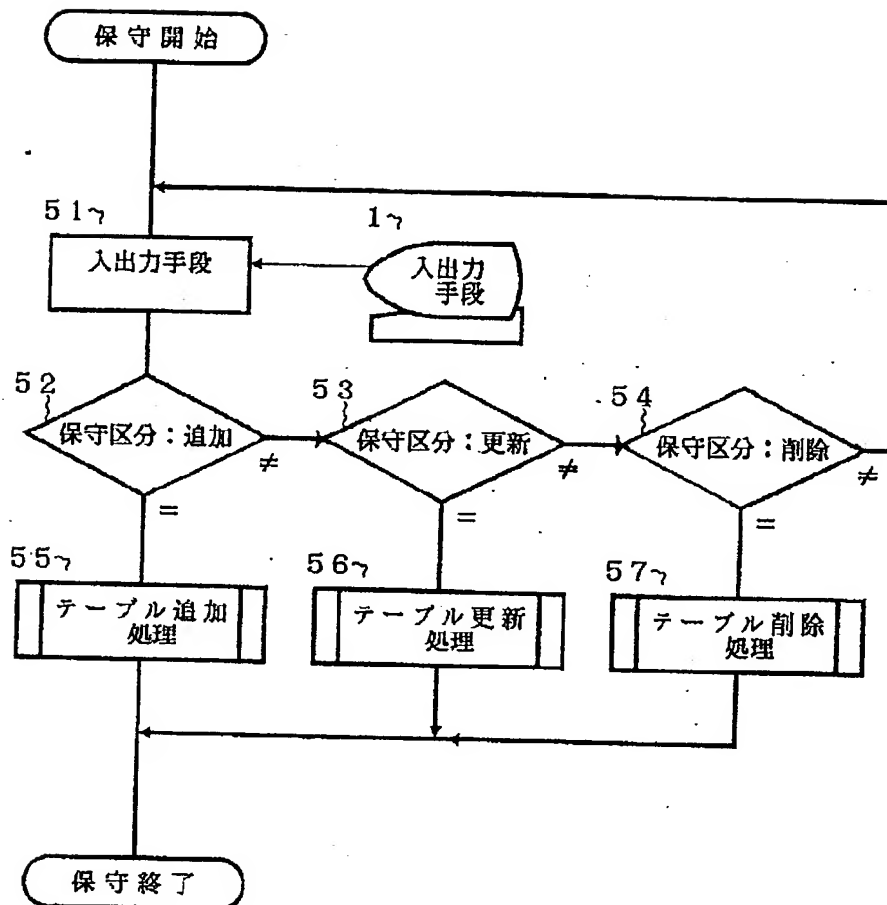 保守開始
51
1
入出力手段
入出力
手段
52
53
54
保守区分:追加
保守区分:更新
保守区分:削除
≠
≠
≠
=
=
=
55
56
57
テーブル追加
処理
テーブル更新
処理
テーブル削除
処理
保守終了